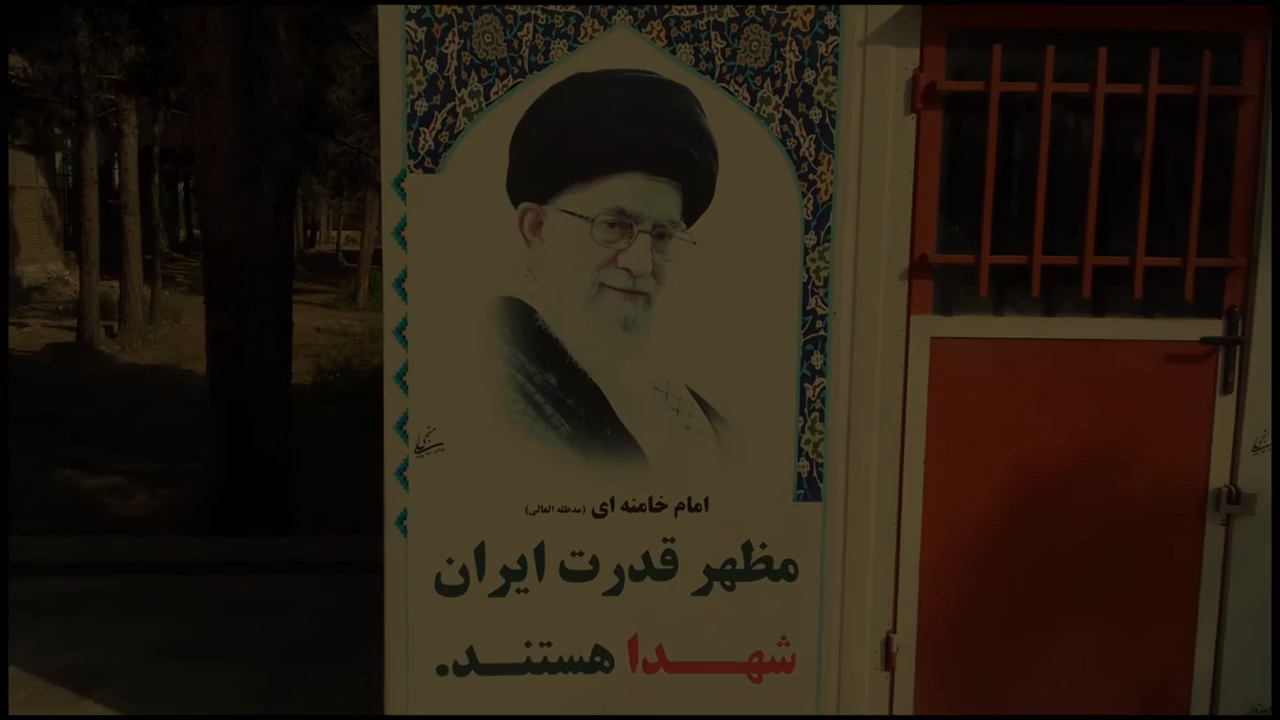 امام خامنه ای (مدظله العالی)
مظهر قدرت ایران
شهدا هستند.